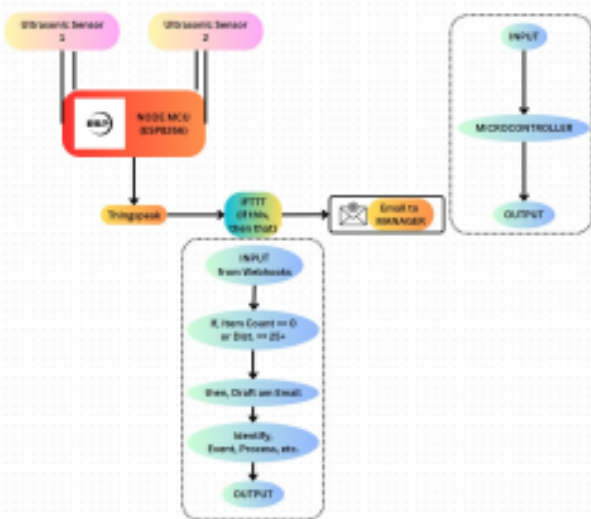 Ultrasonic Sensor
1
Ultrasonic Sensor
2
INPUT
NODE MCU
(ESP8266)
MICROCONTROLLER
Thingspeak
IFTTT
(If this,
then that)
Email to
MANAGER
OUTPUT
INPUT
from Webhooks
If, Item Count == 0
or Dist. == 25+
then, Draft an Email
Identify,
Event, Process, etc.
OUTPUT